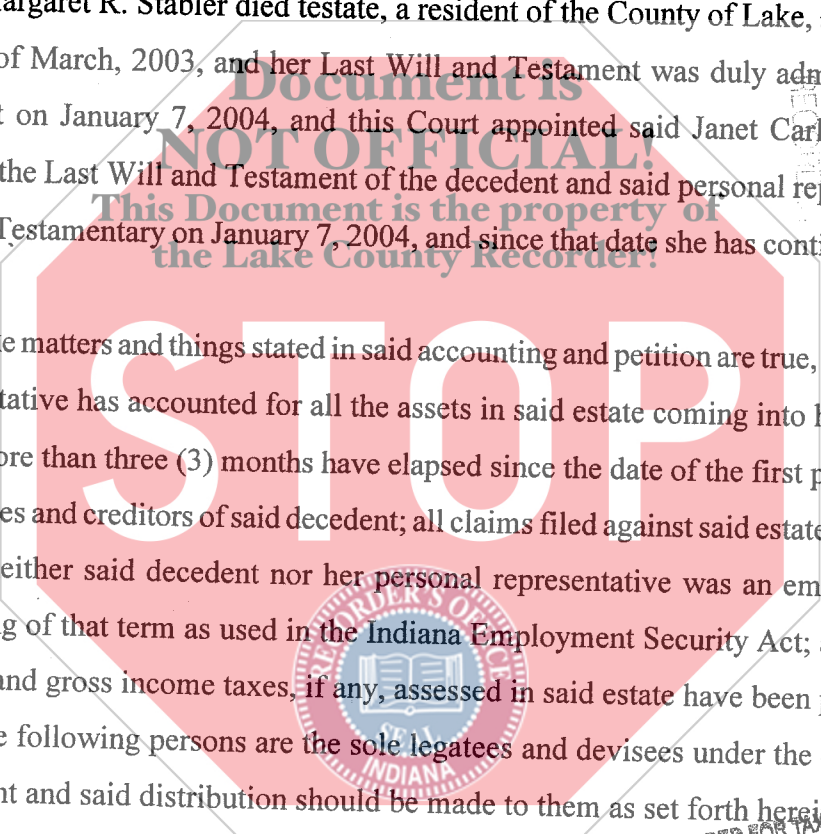 argaret R. Stabler died testate, a resident of the County of Lake,
of March, 2003, and her Last Will and Testament was duly adm
Document is
t on January 7, 2004, and this Court appointed said Janet Carl
NOT OFFICIAL!
the Last Will and Testament of the decedent and said personal rep
This Document is the property of
Testamentary on January 7, 2004, and since that date she has conti
the Lake County Recorder!
e matters and things stated in said accounting and petition are true,
STOP
tative has accounted for all the assets in said estate coming into h
ore than three (3) months have elapsed since the date of the first p
es and creditors of said decedent; all claims filed against said estate
either said decedent nor her personal representative was an em
g of that term as used in the Indiana Employment Security Act; a
and gross income taxes, if any, assessed in said estate have been p
e following persons are the sole legatees and devisees under the
nt and said distribution should be made to them as set forth herei
RECORDER'S OFFICE
SEAL
INDIANA
FOR TAX